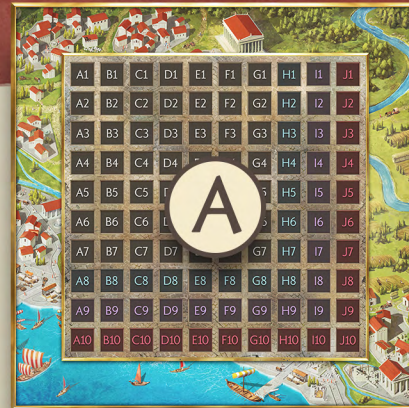 A1 B1 C1 D1 E1 F1 G1 H1 I1 J1
A2 B2 C2 D2 E2 F2 G2 H2 I2 J2
A3 B3 C3 D3 E3 F3 G3 H3 I3 J3
A4 B4 C4 D4 G4 H4 I4 J4
A5 B5 C5 G5 H5 I5 J5
A6 B6 C6 G6 H6 I6 J6
A
A7 B7 C7 G7 H7 I7 J7
A8 B8 C8 D8 E8 F8 G8 H8 I8 J8
A9 B9 C9 D9 E9 F9 G9 H9 I9 J9
A10 B10 C10 D10 E10 F10 G10 H10 I10 J10